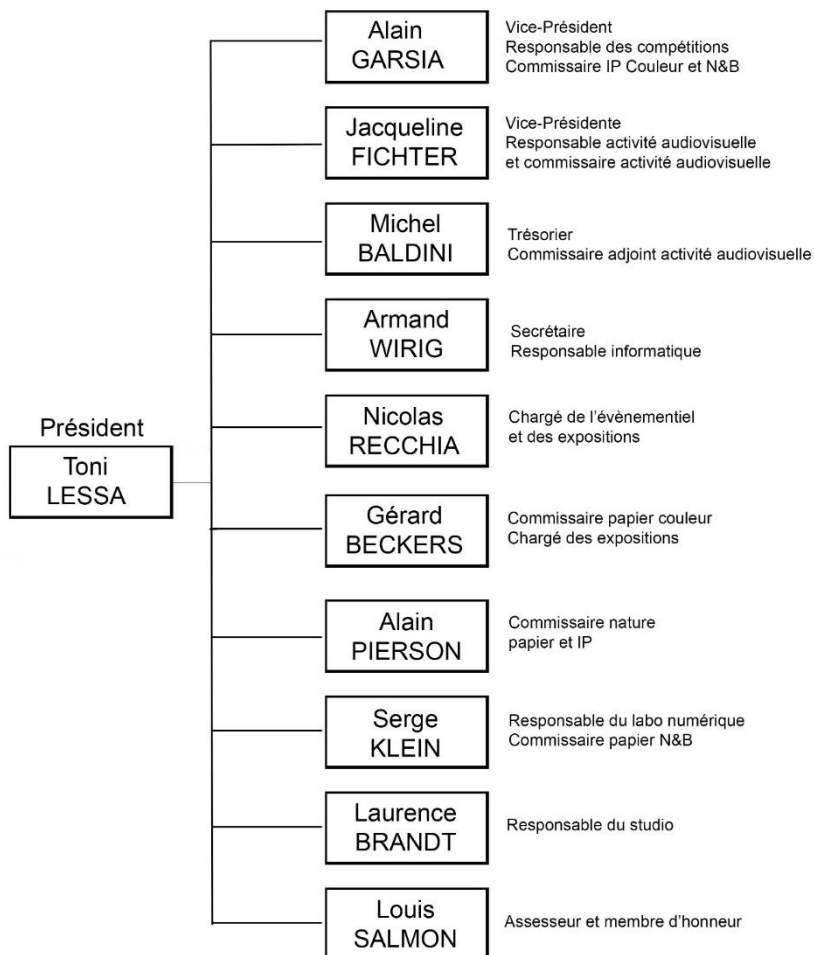 Alain
GARSIA
Vice-Président
Responsable des compétitions
Commissaire IP Couleur et N&B
Jacqueline
FICHTER
Vice-Présidente
Responsable activité audiovisuelle
et commissaire activité audiovisuelle
Michel
BALDINI
Trésorier
Commissaire adjoint activité audiovisuelle
Armand
WIRIG
Secrétaire
Responsable informatique
Nicolas
RECCHIA
Chargé de l'évènementiel
et des expositions
Président
Toni
LESSA
Gérard
BECKERS
Commissaire papier couleur
Chargé des expositions
Alain
PIERSON
Commissaire nature
papier et IP
Serge
KLEIN
Responsable du labo numérique
Commissaire papier N&B
Laurence
BRANDT
Responsable du studio
Louis
SALMON
Assesseur et membre d'honneur